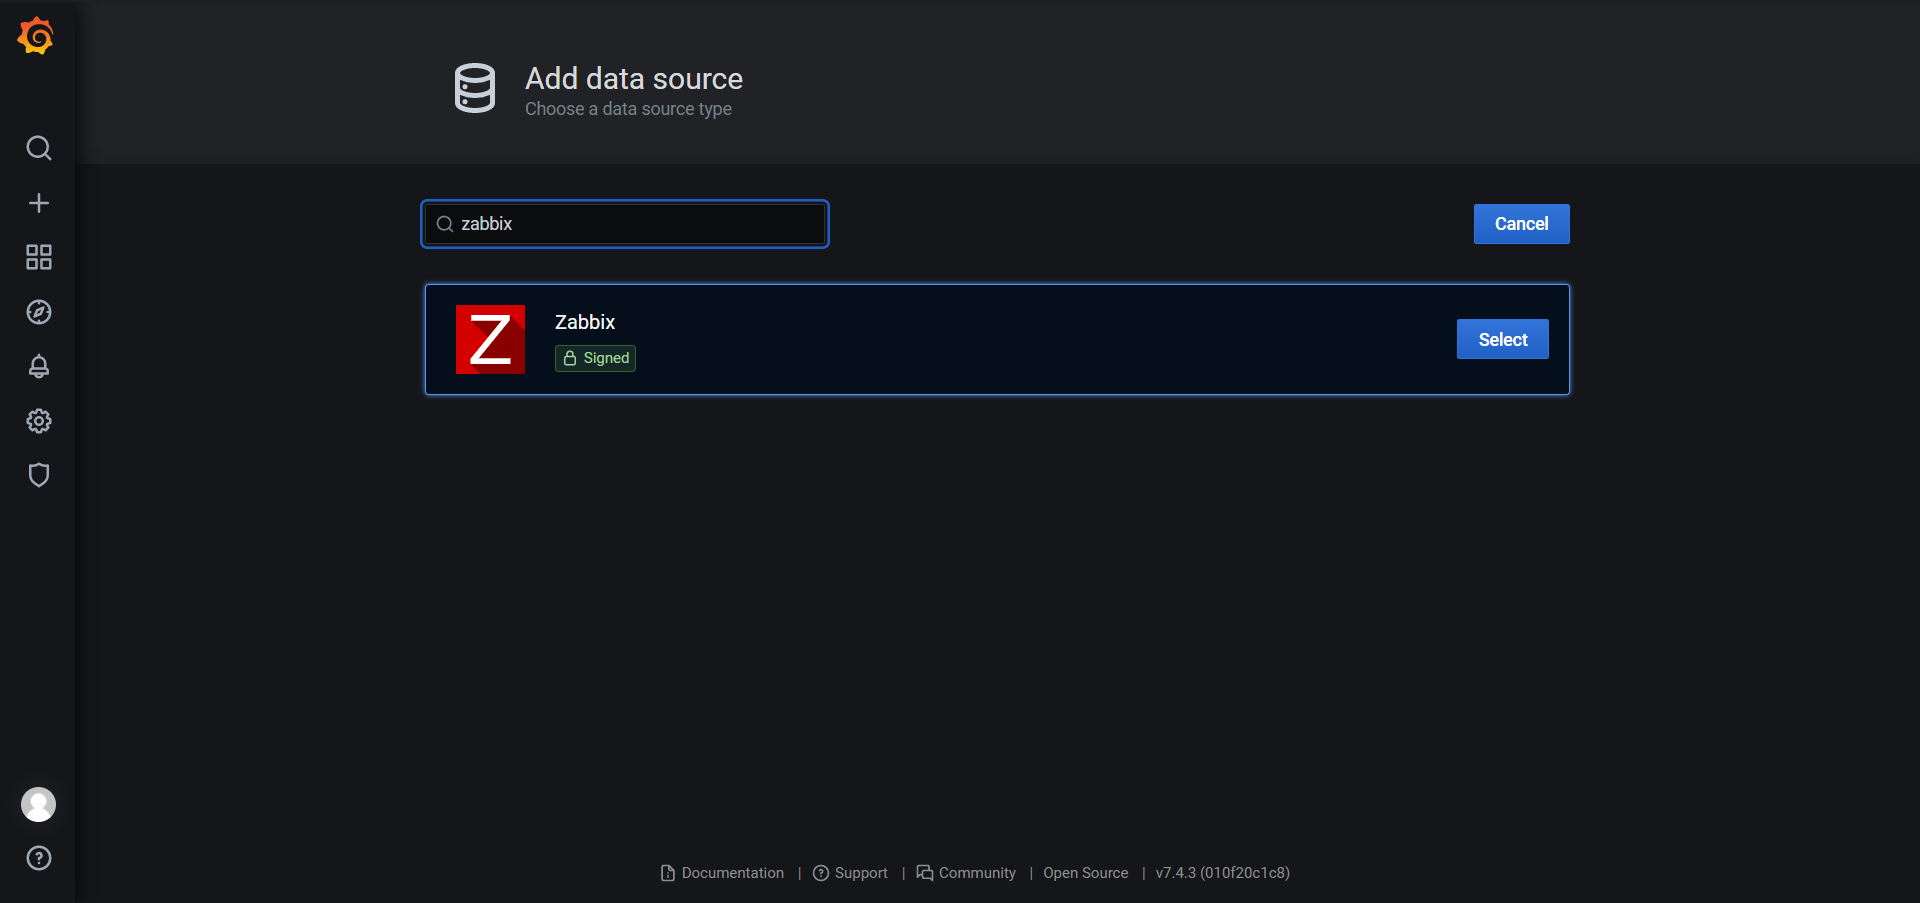 Add data source
Choose a data source type
zabbix
Cancel
Z
Zabbix
Signed
Select
Documentation | Support | Community | Open Source | v7.4.3 (010f20c1c8)